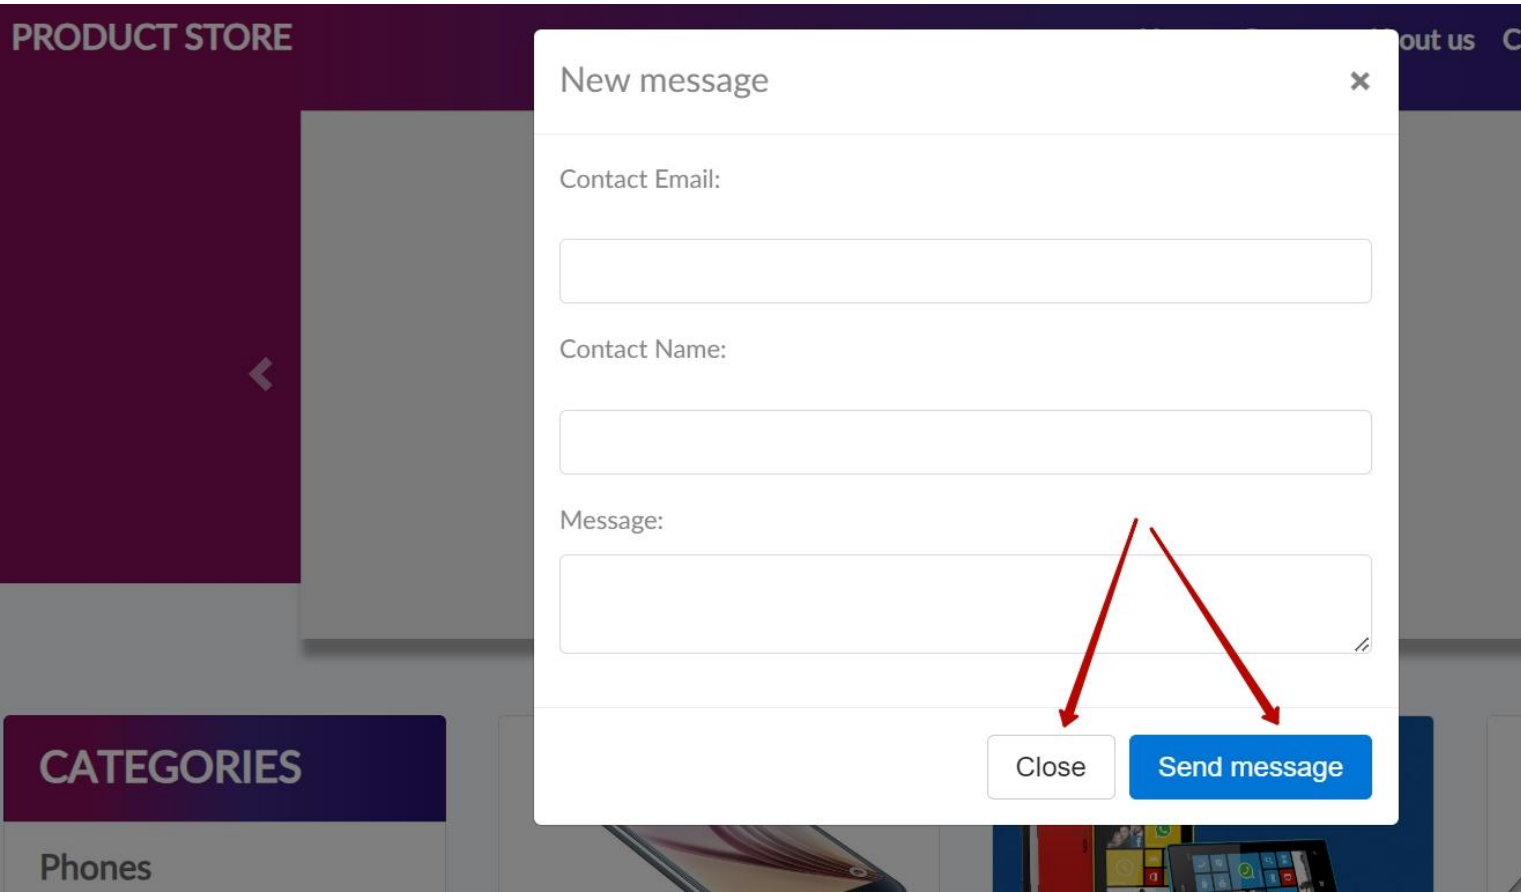 PRODUCT STORE
out us
New message
×
Contact Email:
Contact Name:
Message:
Close
Send message
CATEGORIES
Phones